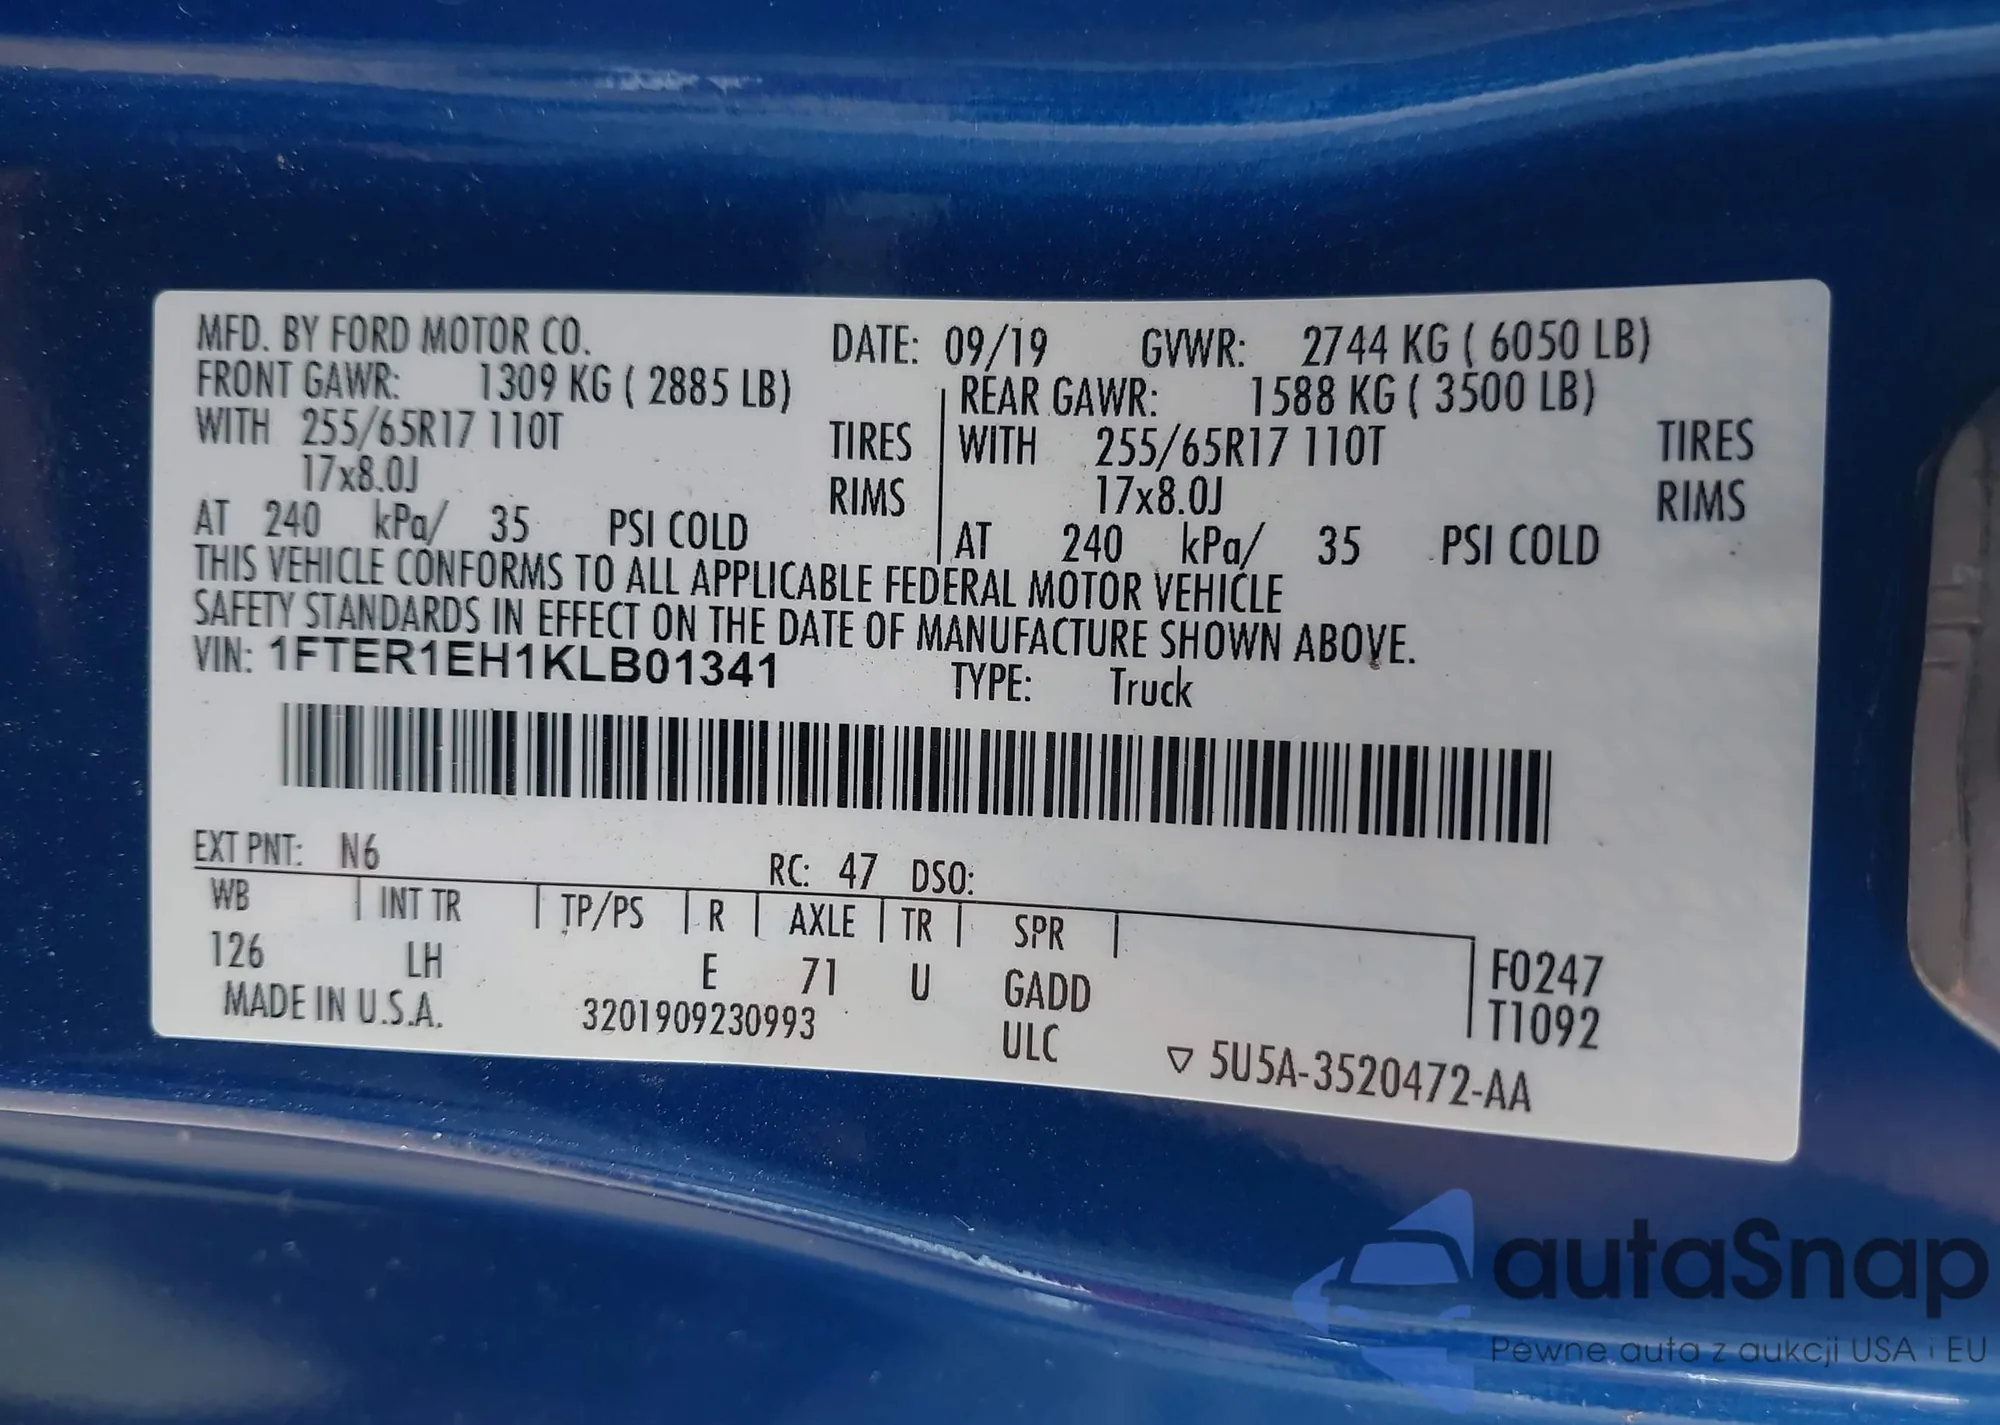 MFD. BY FORD MOTOR CO. DATE: 09/19 GVWR: 2744 KG ( 6050 LB)
FRONT GAWR: 1309 KG ( 2885 LB) REAR GAWR: 1588 KG ( 3500 LB)
WITH 255/65R17 110T TIRES WITH 255/65R17 110T TIRES
17x8.0J RIMS 17x8.0J RIMS
AT 240 kPa/ 35 PSI COLD AT 240 kPa/ 35 PSI COLD
THIS VEHICLE CONFORMS TO ALL APPLICABLE FEDERAL MOTOR VEHICLE
SAFETY STANDARDS IN EFFECT ON THE DATE OF MANUFACTURE SHOWN ABOVE.
VIN: 1FTER1EH1KLB01341 TYPE: Truck
EXT PNT: N6 RC: 47 DSO:
WB INT TR TP/PS R AXLE TR SPR
126 LH E 71 U GADD F0247
MADE IN U.S.A. 3201909230993 ULC T1092
▽ 5U5A-3520472-AA
autaSnap
Pewne auta z aukcji USA i EU